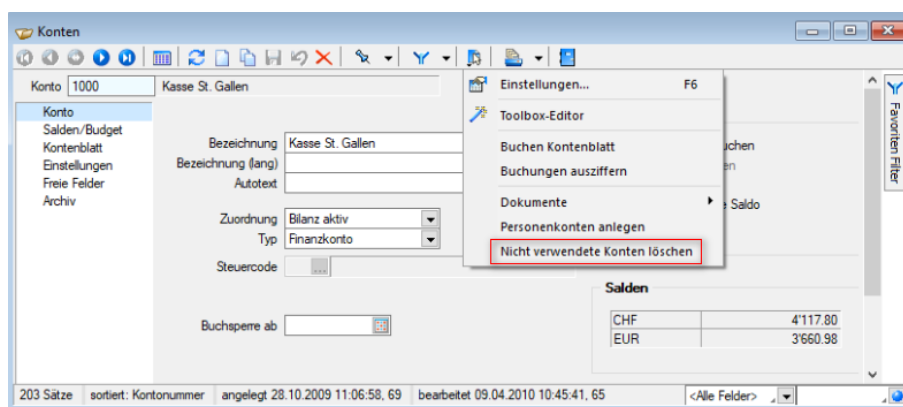 Konten
Konto 1000 Kasse St. Gallen
Konto
Salden/Budget
Kontenblatt
Einstellungen
Freie Felder
Archiv
Bezeichnung Kasse St. Gallen
Bezeichnung (lang)
Autotext
Zuordnung Bilanz aktiv
Typ Finanzkonto
Steuercode ...
Buchsperre ab
Einstellungen... F6
Toolbox-Editor
Buchen Kontenblatt
Buchungen ausziffern
Dokumente
Personenkonten anlegen
Nicht verwendete Konten löschen
Saldo
Salden
CHF 4'117.80
EUR 3'660.98
Favoriten Filter
203 Sätze sortiert: Kontonummer angelegt 28.10.2009 11:06:58, 69 bearbeitet 09.04.2010 10:45:41, 65 <Alle Felder>